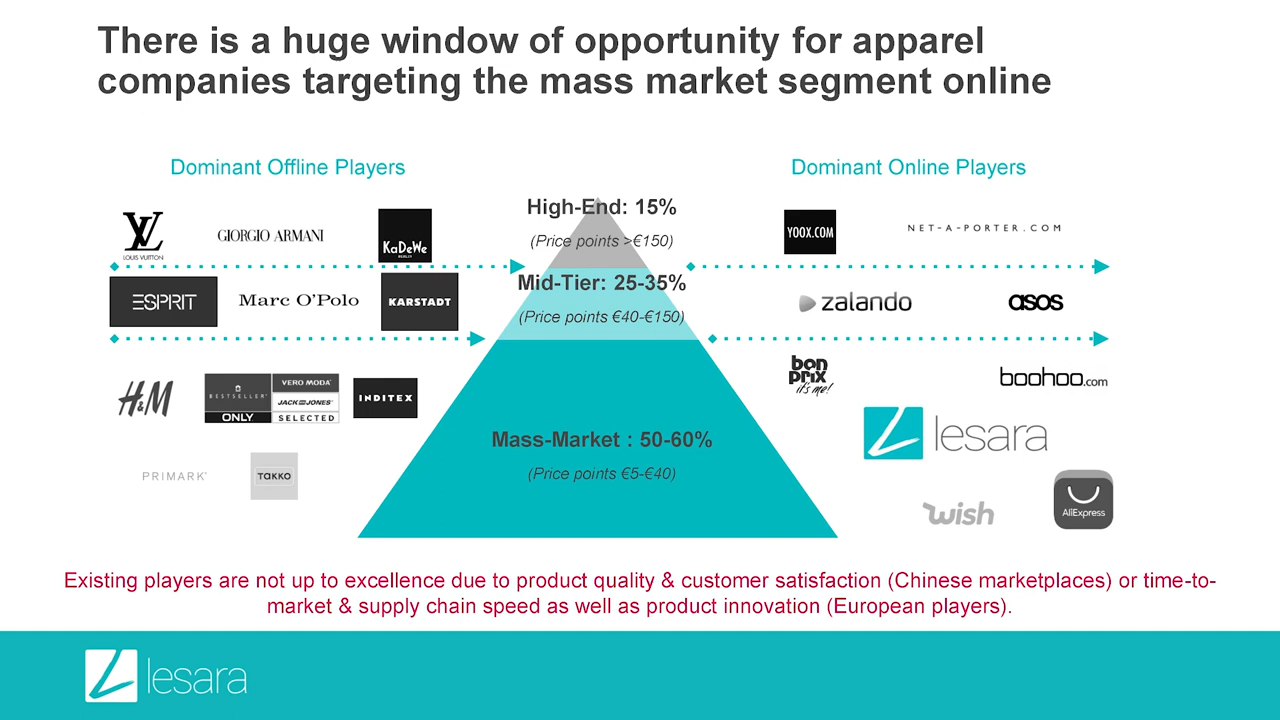 There is a huge window of opportunity for apparel
companies targeting the mass market segment online
Dominant Offline Players
Dominant Online Players
High-End: 15%
(Price points >€150)
LOUIS VUITTON
GIORGIO ARMANI
KaDeWe
BERLIN
YOOX.COM
NET-A-PORTER.COM
Mid-Tier: 25-35%
(Price points €40-€150)
ESPRIT
Marc O'Polo
KARSTADT
zalando
asos
Mass-Market : 50-60%
(Price points €5-€40)
H&M
BESTSELLER
ONLY
VERO MODA
JACK & JONES
SELECTED
INDITEX
PRIMARK
TAKKO
bon
prix
it's me!
boohoo.com
lesara
wish
AliExpress
Existing players are not up to excellence due to product quality & customer satisfaction (Chinese marketplaces) or time-to-
market & supply chain speed as well as product innovation (European players).
lesara